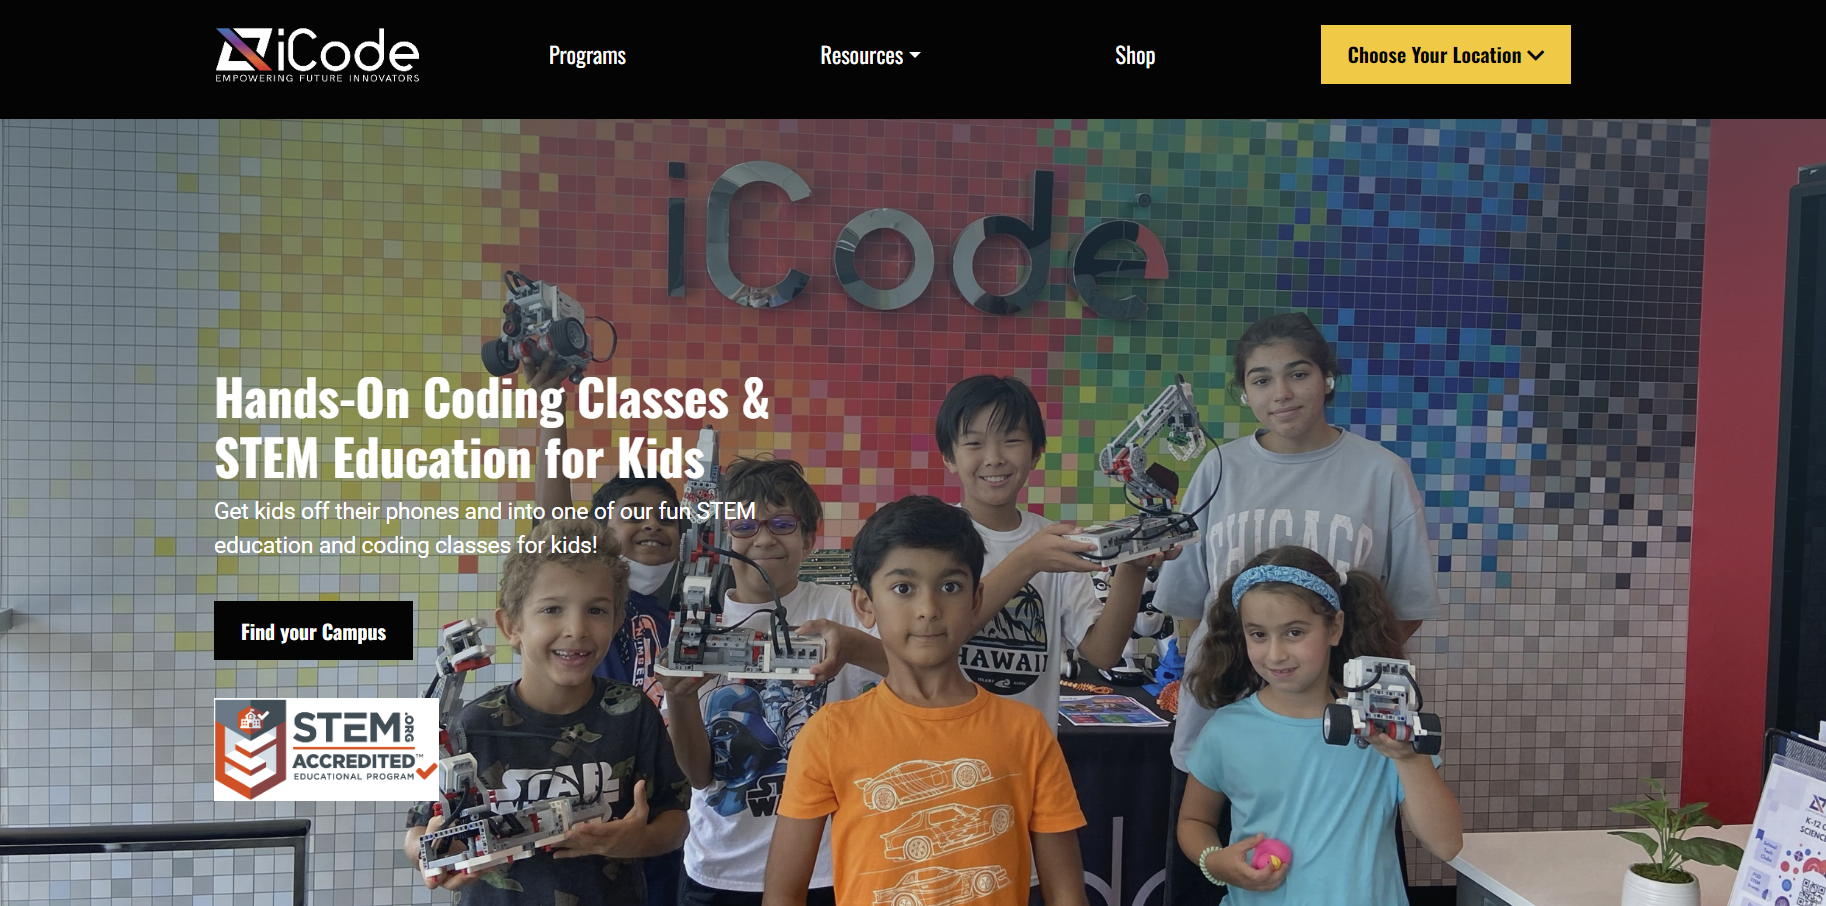 iCode
EMPOWERING FUTURE INNOVATORS
Programs
Resources
Shop
Choose Your Location
iCode
Hands-On Coding Classes &
STEM Education for Kids
Get kids off their phones and into one of our fun STEM
education and coding classes for kids!
Find your Campus
STEM.ORG
ACCREDITED™
EDUCATIONAL PROGRAM
CHICAGO
HAWAII
STAR
K-12